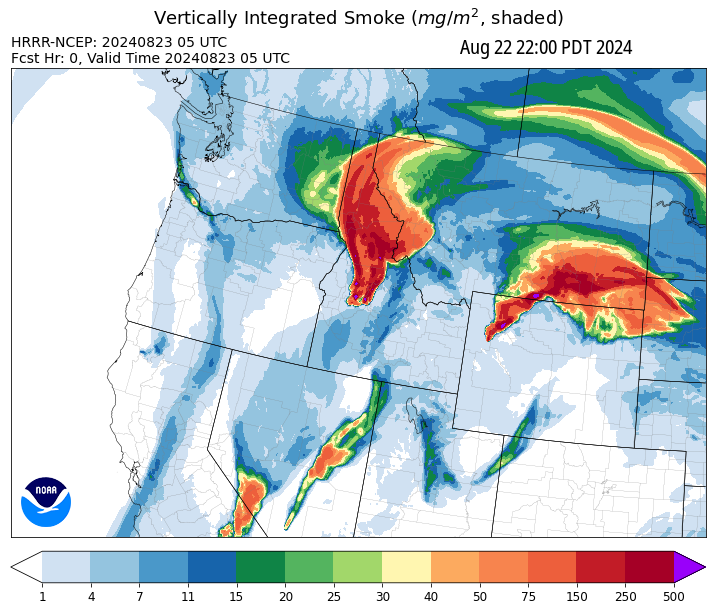 Vertically Integrated Smoke (mg/m², shaded)
HRRR-NCEP: 20240823 05 UTC
Fcst Hr: 0, Valid Time 20240823 05 UTC
Aug 22 22:00 PDT 2024
NOAA
1 4 7 11 15 20 25 30 40 50 75 150 250 500